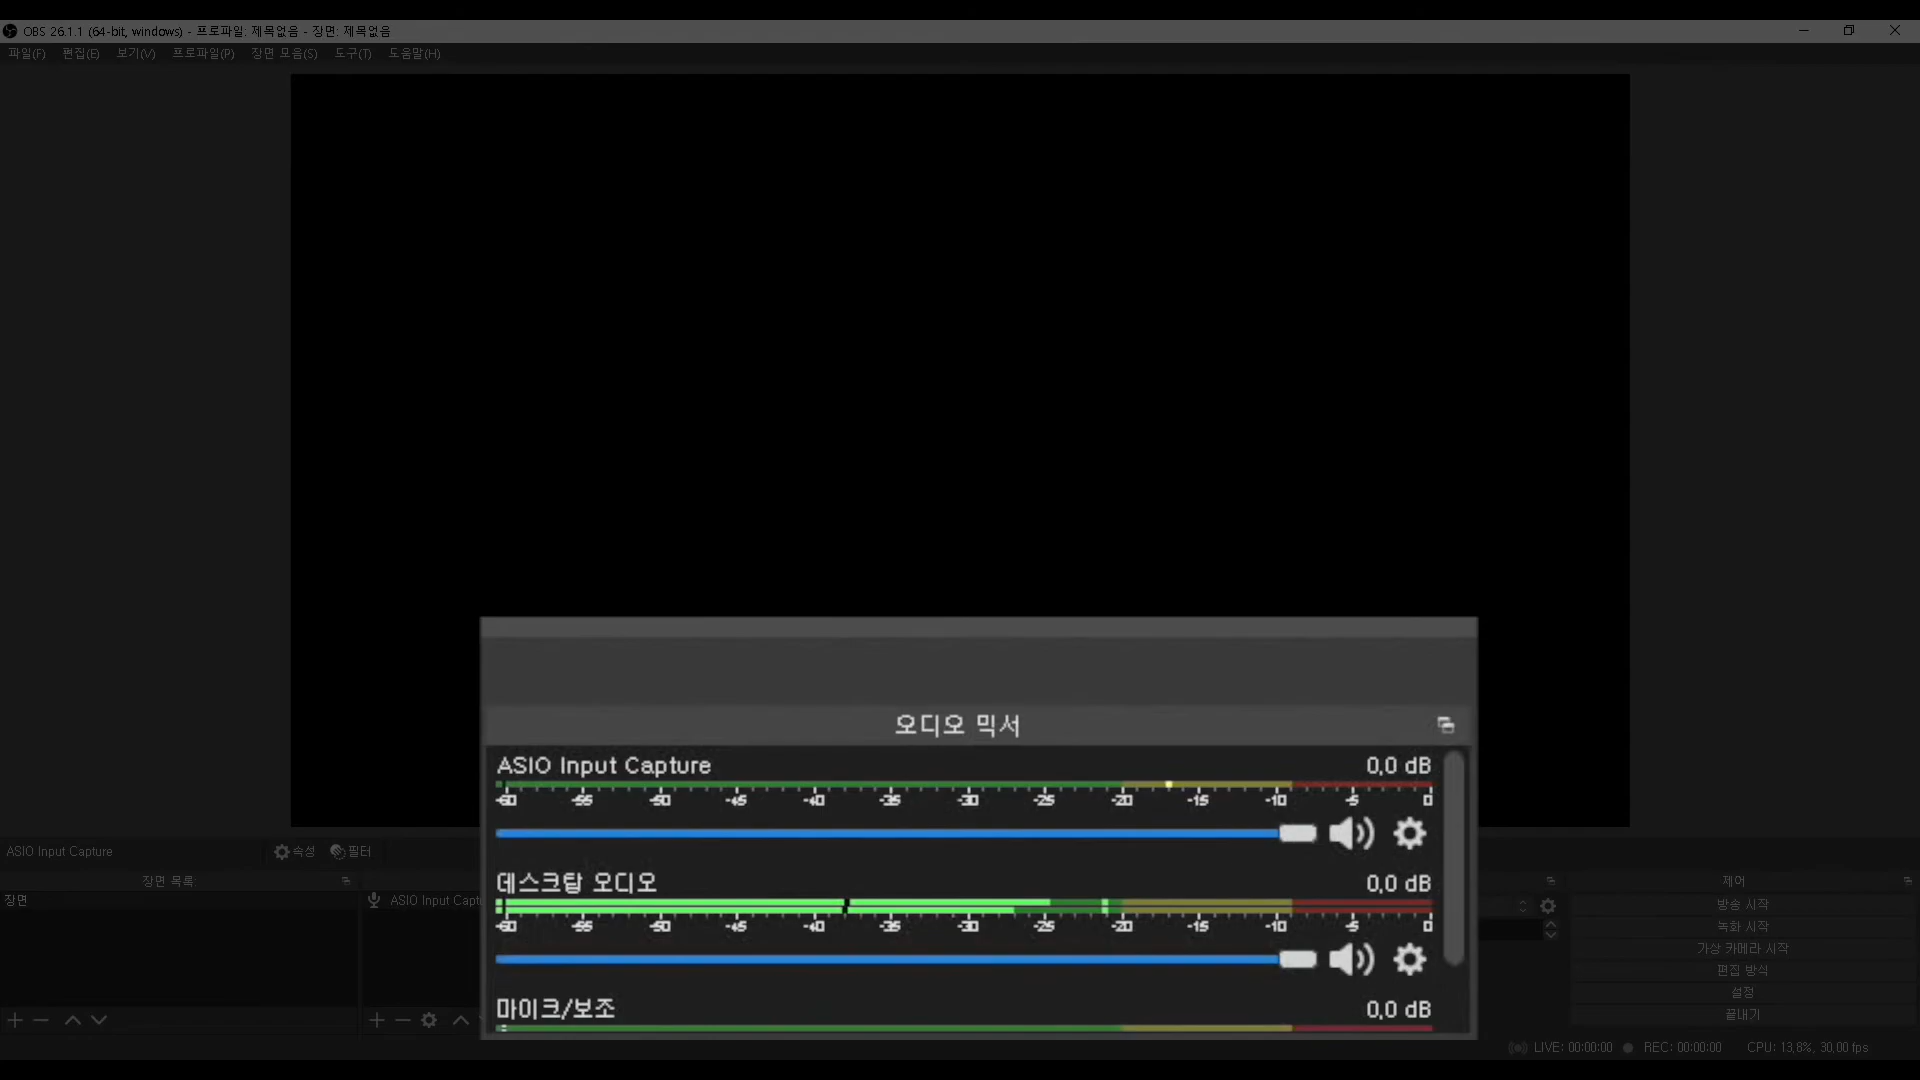 OBS 26.1.1 (64-bit, windows) - 프로파일: 제목없음 - 장면: 제목없음
파일(F) 편집(E) 보기(V) 프로파일(P) 장면 모음(S) 도구(T) 도움말(H)
오디오 믹서
ASIO Input Capture 0,0 dB
-60 -55 -50 -45 -40 -35 -30 -25 -20 -15 -10 -5 0
데스크탑 오디오 0,0 dB
-60 -55 -50 -45 -40 -35 -30 -25 -20 -15 -10 -5 0
마이크/보조 0,0 dB
ASIO Input Capture 속성 필터
장면 목록:
장면
ASIO Input Capt
제어
방송 시작
녹화 시작
가상 카메라 시작
편집 방식
설정
끝내기
LIVE: 00:00:00 REC: 00:00:00 CPU: 13,8%, 30,00 fps